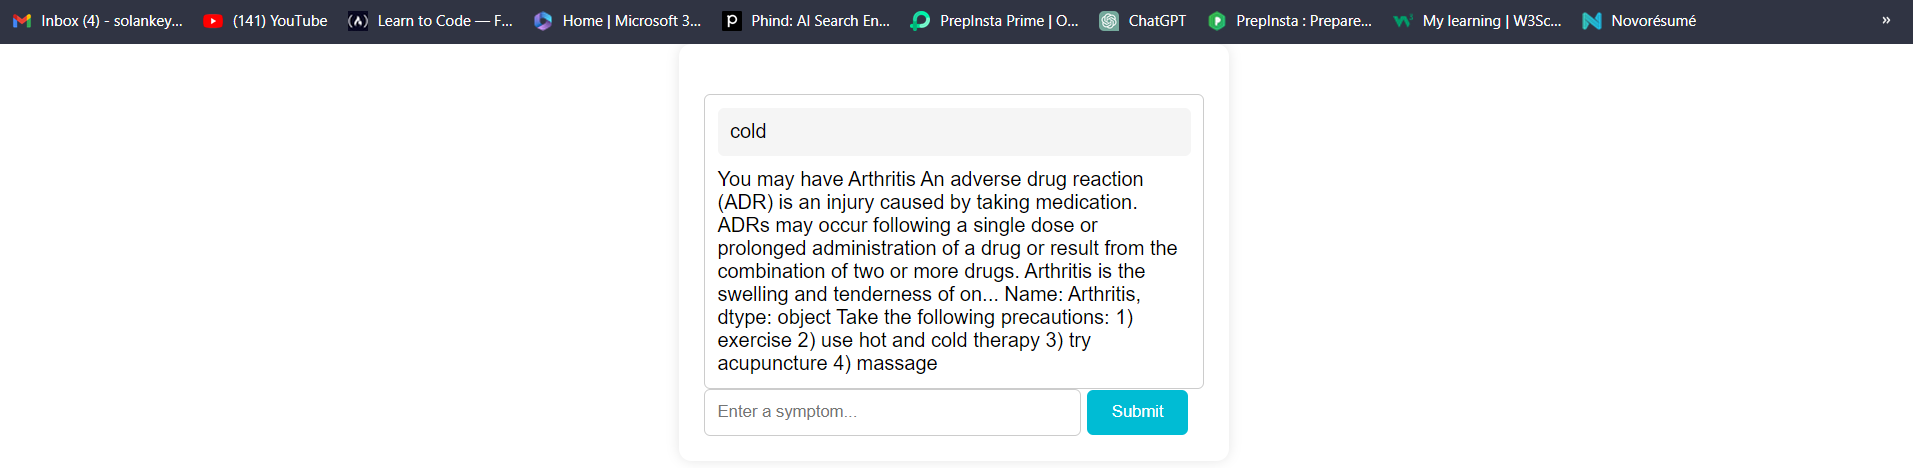 Inbox (4) - solankey... (141) YouTube Learn to Code — F... Home | Microsoft 3... Phind: AI Search En... PrepInsta Prime | O... ChatGPT PrepInsta : Prepare... My learning | W3Sc... Novorésumé »
cold
You may have Arthritis An adverse drug reaction
(ADR) is an injury caused by taking medication.
ADRs may occur following a single dose or
prolonged administration of a drug or result from the
combination of two or more drugs. Arthritis is the
swelling and tenderness of on... Name: Arthritis,
dtype: object Take the following precautions: 1)
exercise 2) use hot and cold therapy 3) try
acupuncture 4) massage
Enter a symptom... Submit